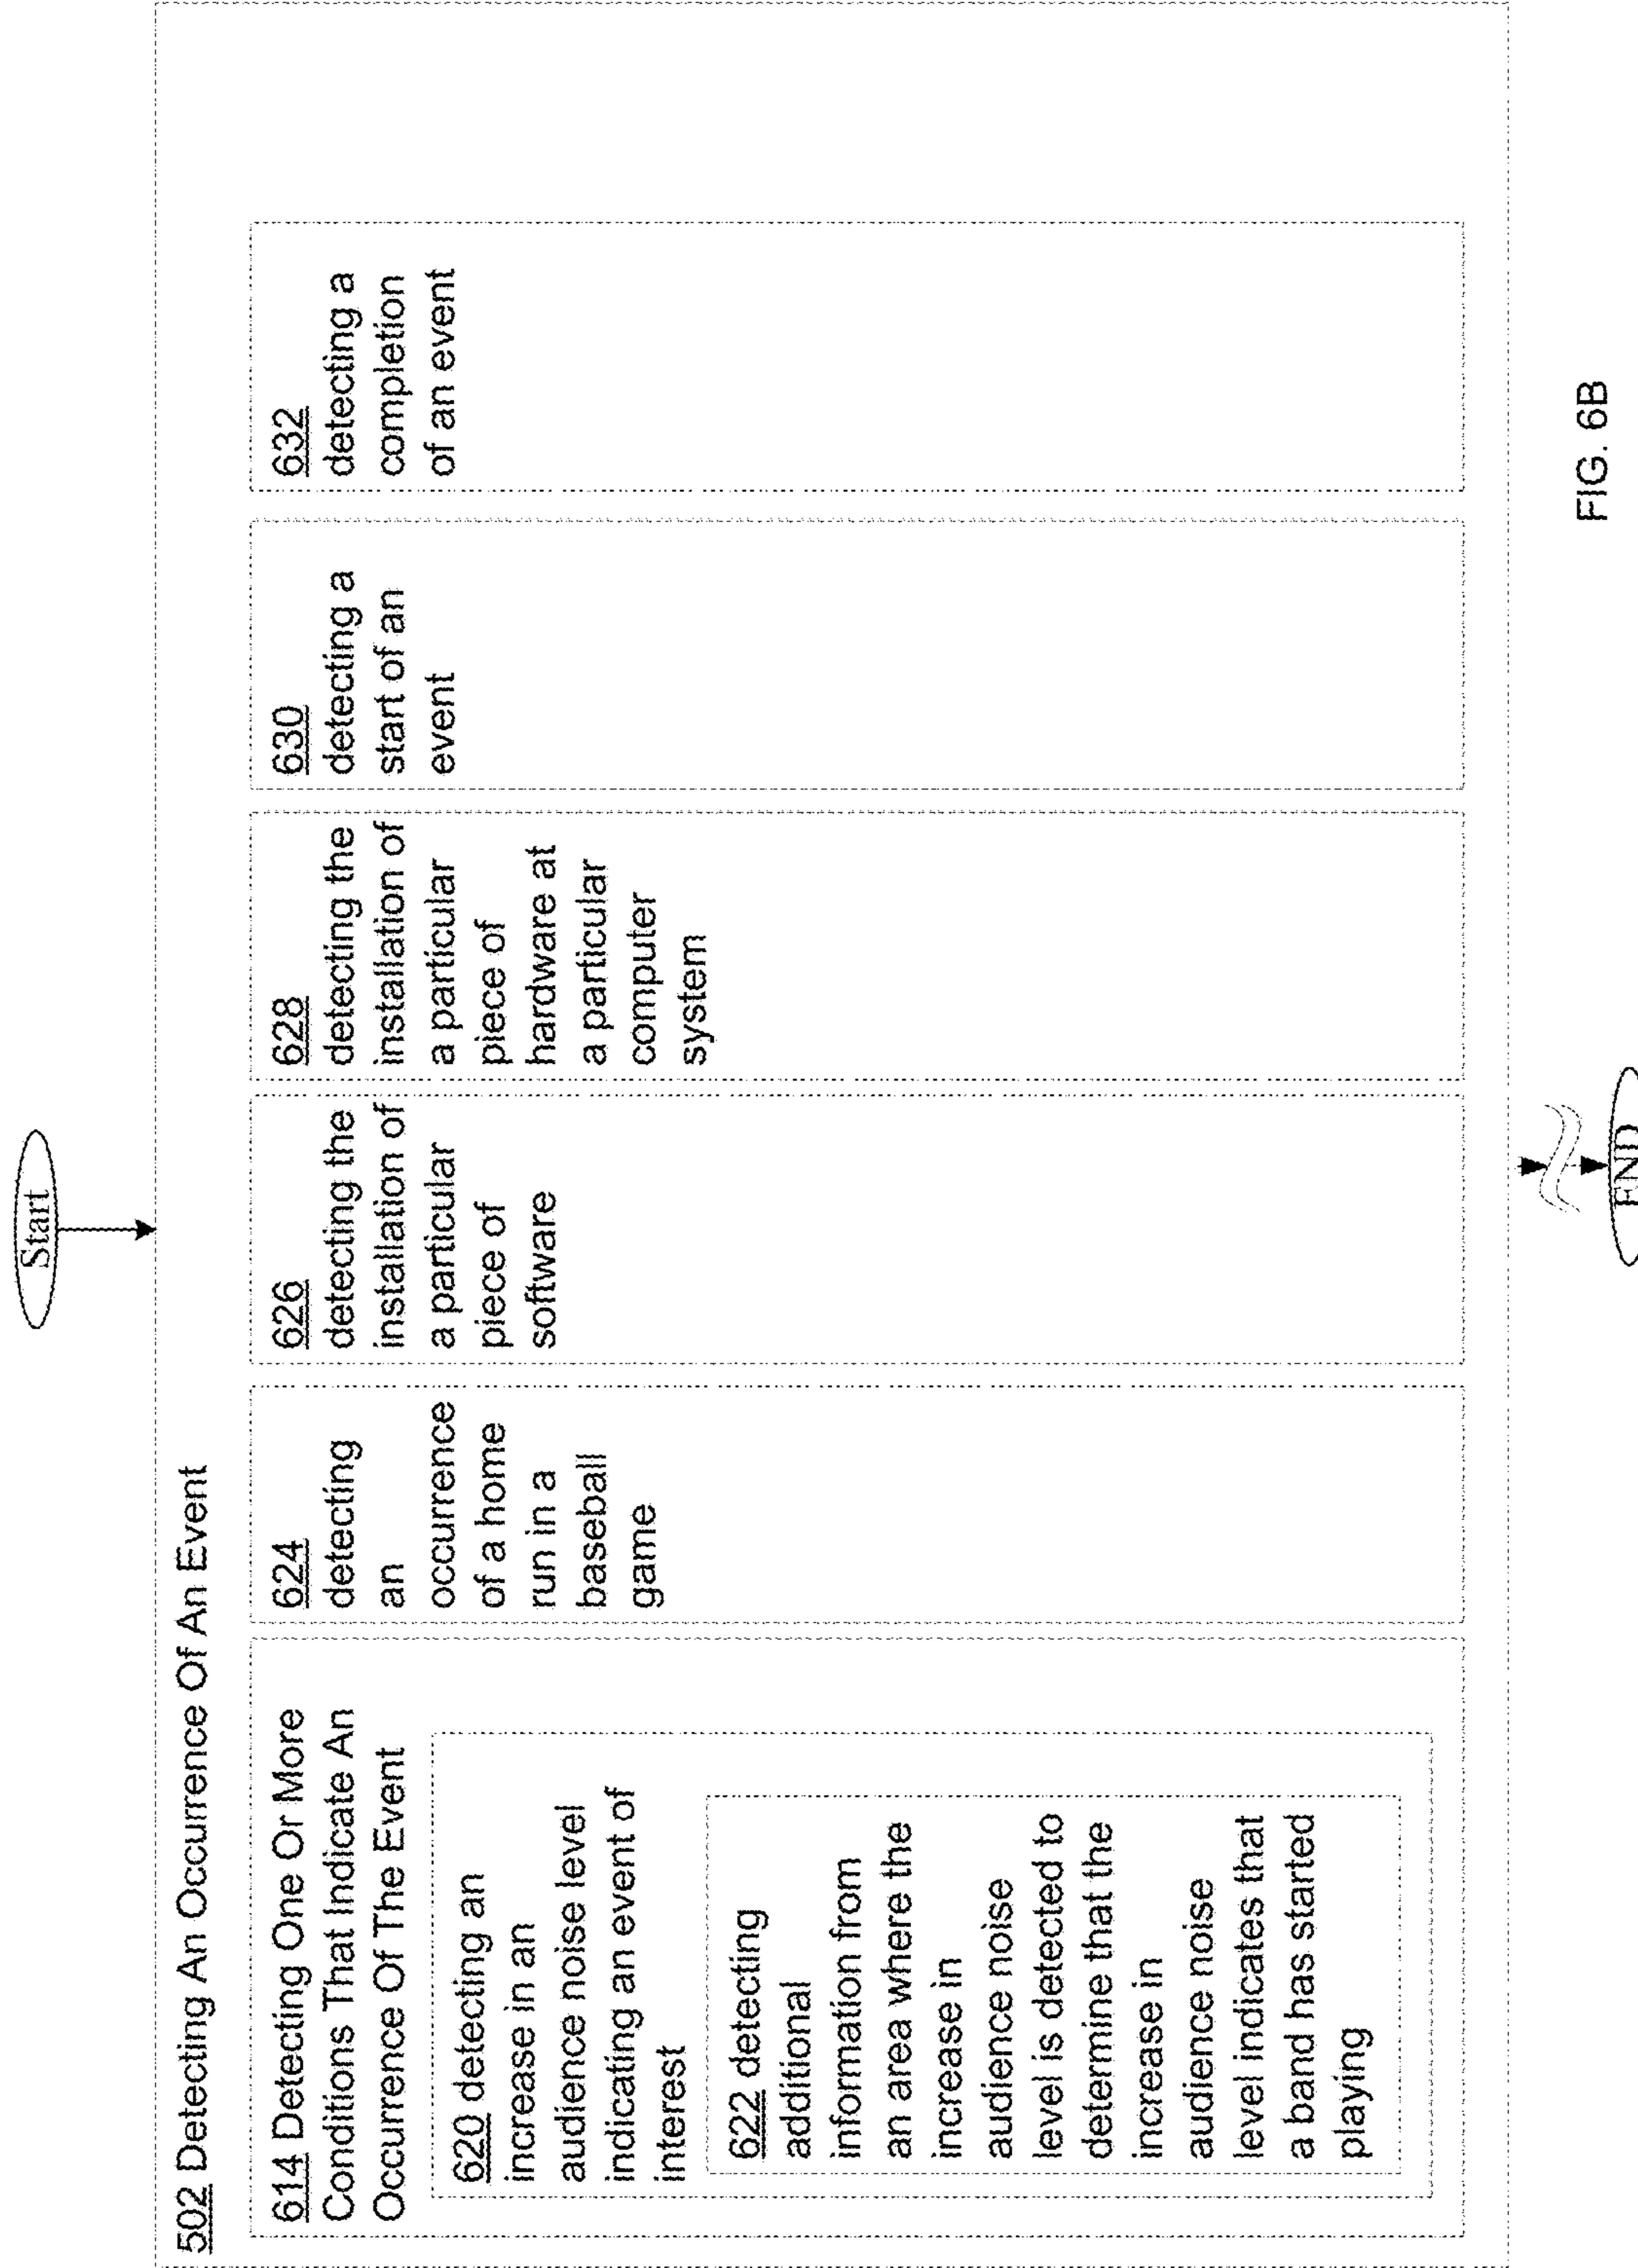 Start
502 Detecting An Occurrence Of An Event
614 Detecting One Or More
Conditions That Indicate An
Occurrence Of The Event
620 detecting an
increase in an
audience noise level
indicating an event of
interest
622 detecting
additional
information from
an area where the
increase in
audience noise
level is detected to
determine that the
increase in
audience noise
level indicates that
a band has started
playing
624
detecting
an
occurrence
of a home
run in a
baseball
game
626
detecting the
installation of
a particular
piece of
software
628
detecting the
installation of
a particular
piece of
hardware at
a particular
computer
system
630
detecting a
start of an
event
632
detecting a
completion
of an event
END
FIG. 6B